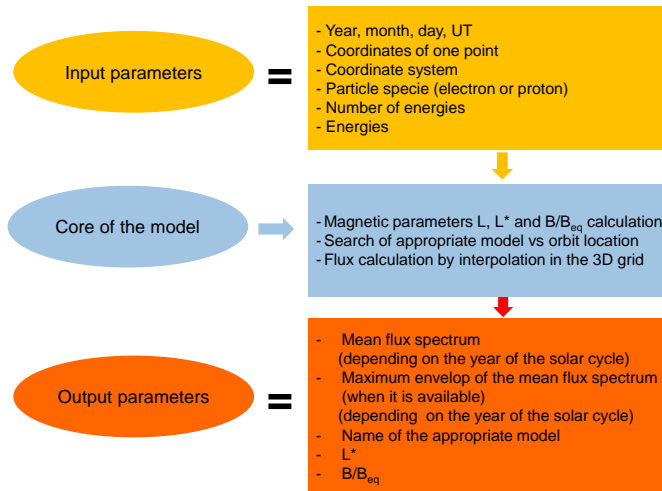 Input parameters
=
- Year, month, day, UT
- Coordinates of one point
- Coordinate system
- Particle specie (electron or proton)
- Number of energies
- Energies
Core of the model
- Magnetic parameters L, L* and B/Beq calculation
- Search of appropriate model vs orbit location
- Flux calculation by interpolation in the 3D grid
Output parameters
=
- Mean flux spectrum
(depending on the year of the solar cycle)
- Maximum envelop of the mean flux spectrum
(when it is available)
(depending on the year of the solar cycle)
- Name of the appropriate model
- L*
- B/Beq